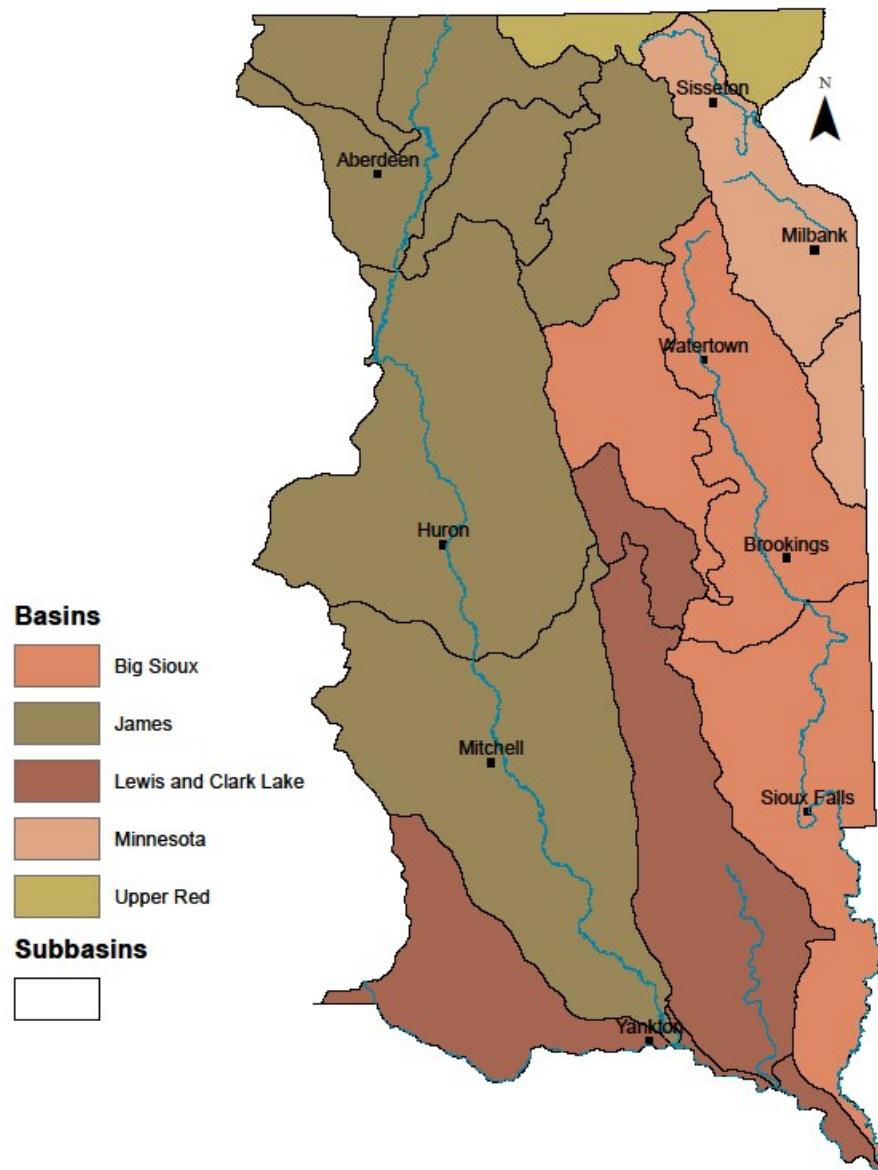 N
Sisseton
Aberdeen
Milbank
Watertown
Huron
Brookings
Basins
Big Sioux
James
Mitchell
Lewis and Clark Lake
Sioux Falls
Minnesota
Upper Red
Subbasins
Yankton